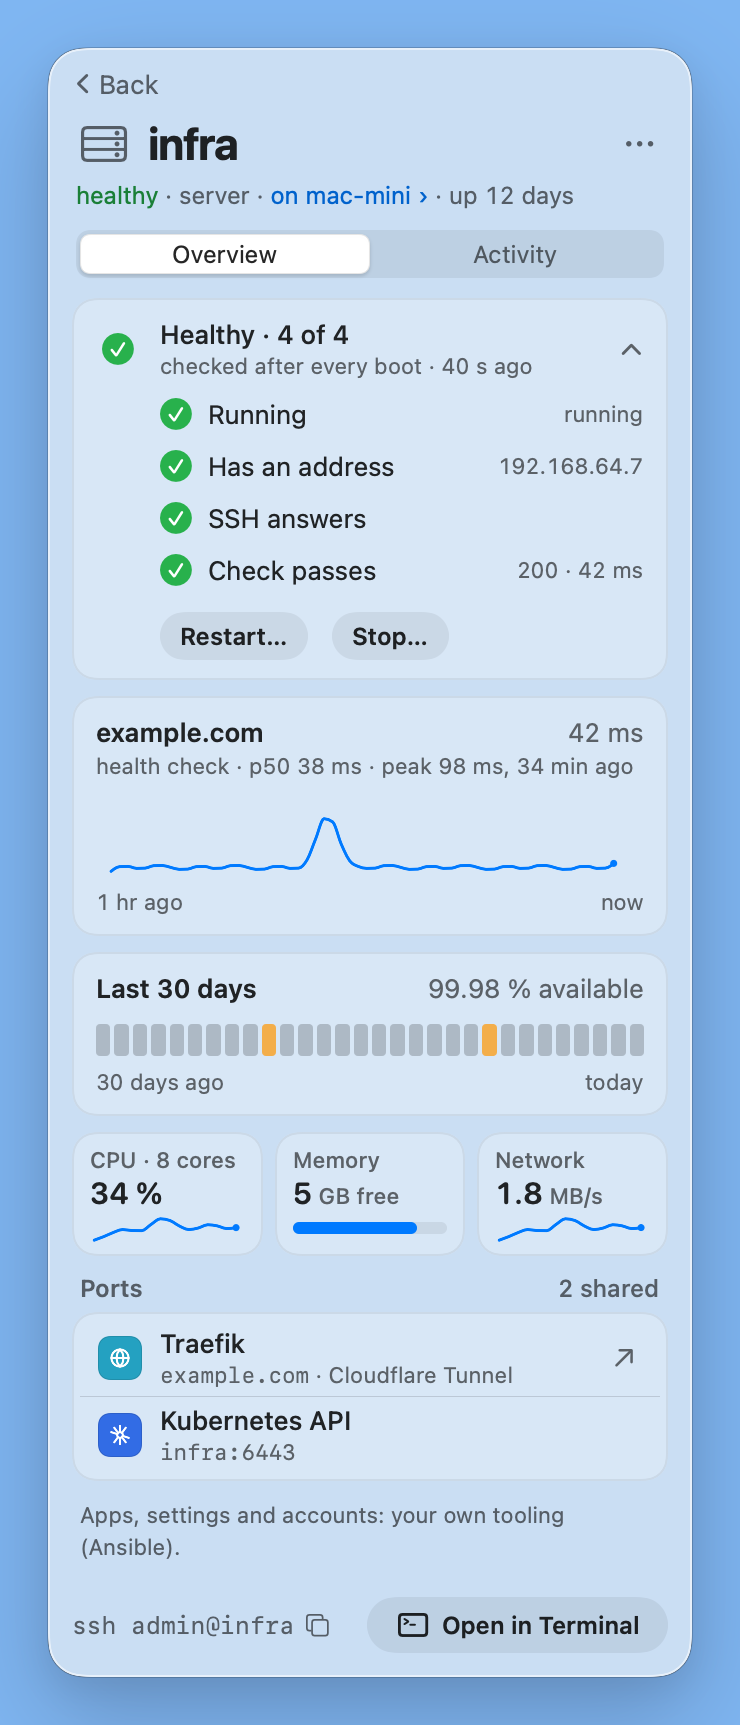 Back
infra
healthy · server · on mac-mini › · up 12 days
Overview
Activity
Healthy · 4 of 4
checked after every boot · 40 s ago
Running
running
Has an address
192.168.64.7
SSH answers
Check passes
200 · 42 ms
Restart...
Stop...
example.com
42 ms
health check · p50 38 ms · peak 98 ms, 34 min ago
1 hr ago
now
Last 30 days
99.98 % available
30 days ago
today
CPU · 8 cores
34 %
Memory
5 GB free
Network
1.8 MB/s
Ports
2 shared
Traefik
example.com · Cloudflare Tunnel
Kubernetes API
infra:6443
Apps, settings and accounts: your own tooling
(Ansible).
ssh admin@infra
Open in Terminal